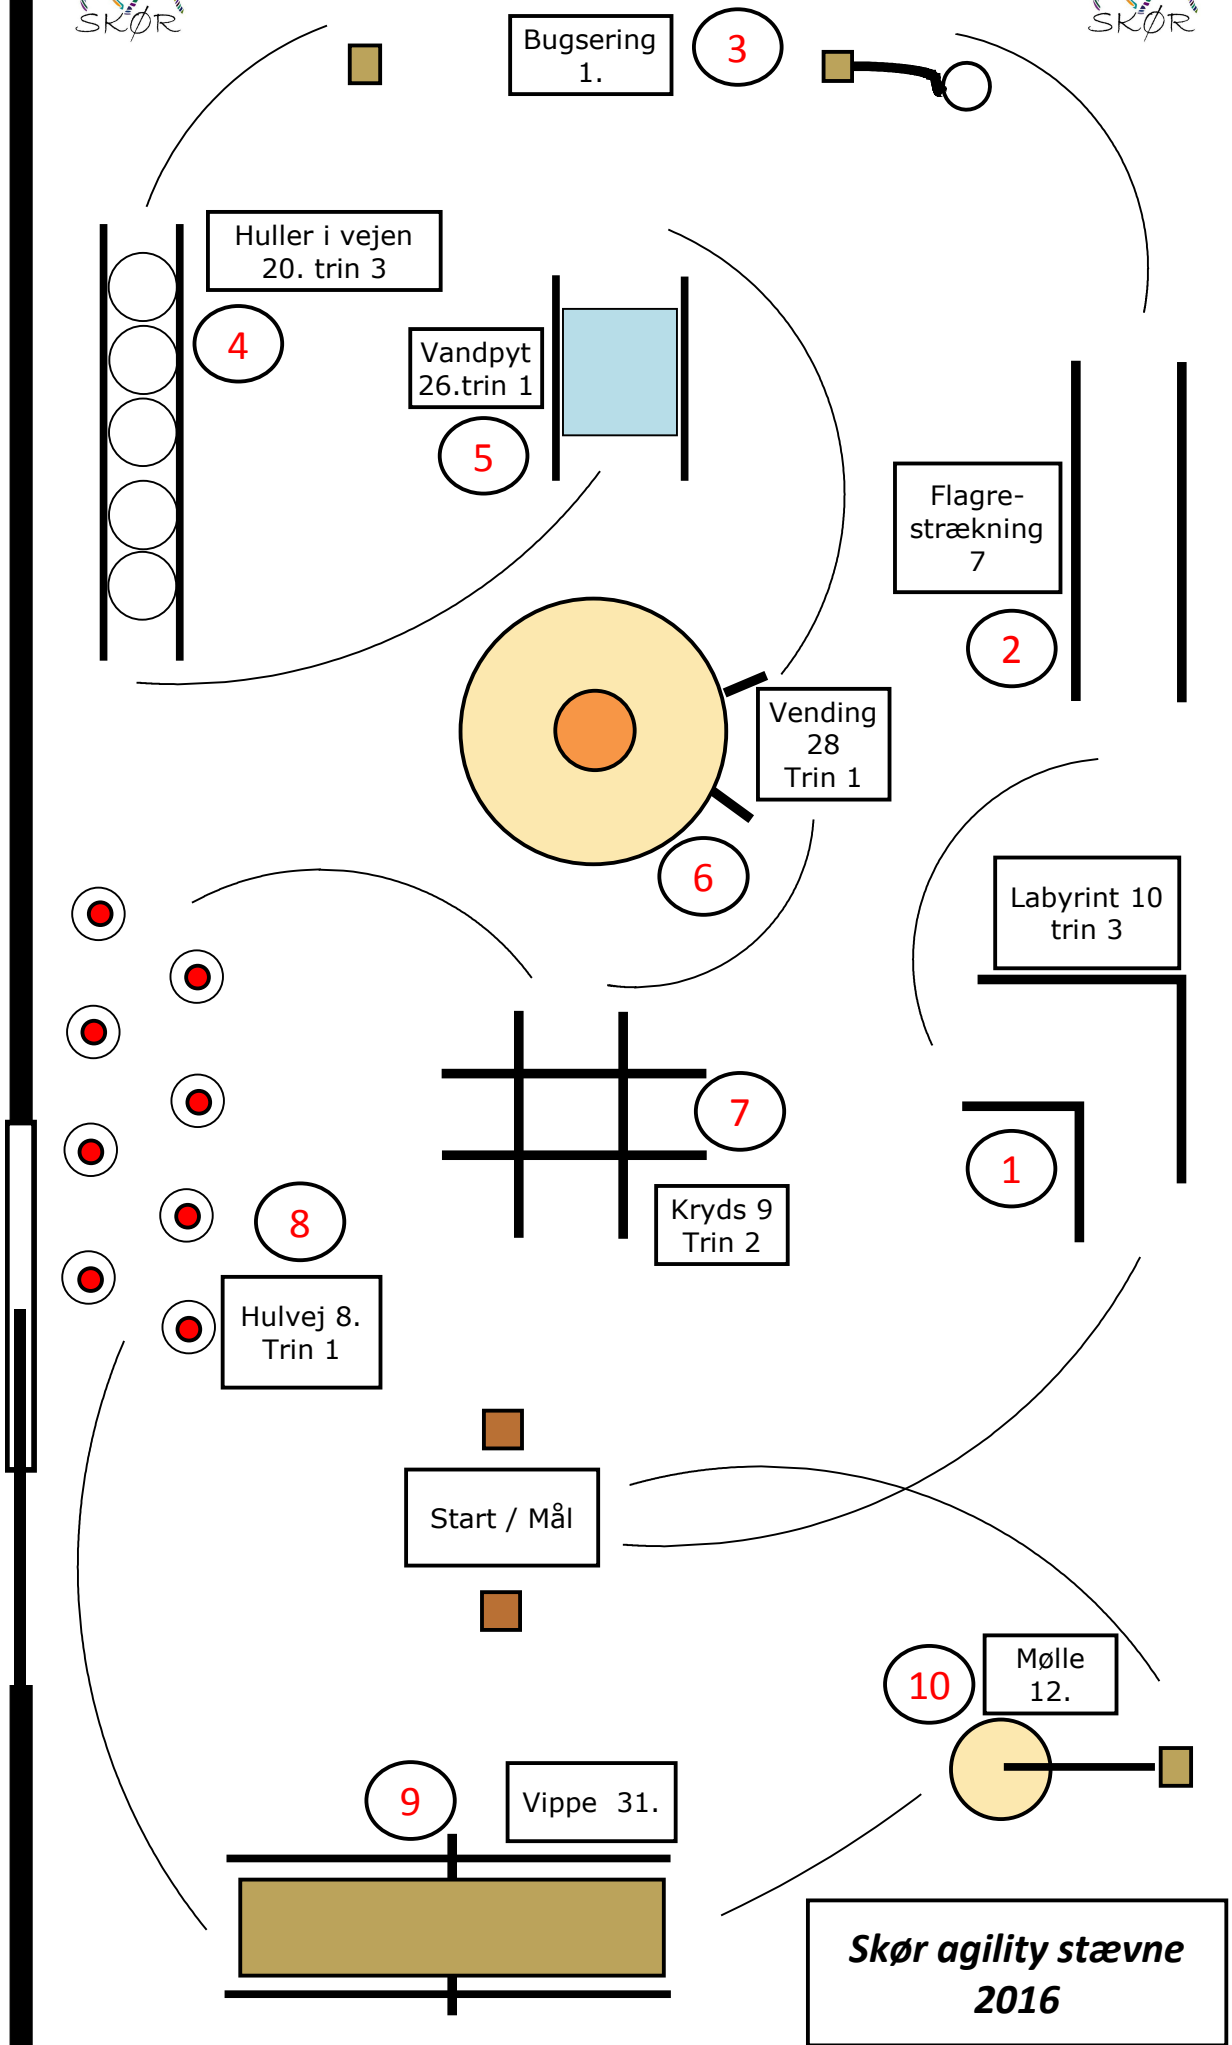 SKØR
SKØR
Bugsering
1.
3
Huller i vejen
20. trin 3
4
Vandpyt
26.trin 1
5
Flagre-
strækning
7
2
Vending
28
Trin 1
6
Labyrint 10
trin 3
1
7
Kryds 9
Trin 2
8
Hulvej 8.
Trin 1
Start / Mål
10
Mølle
12.
9
Vippe  31.
Skør agility stævne
2016